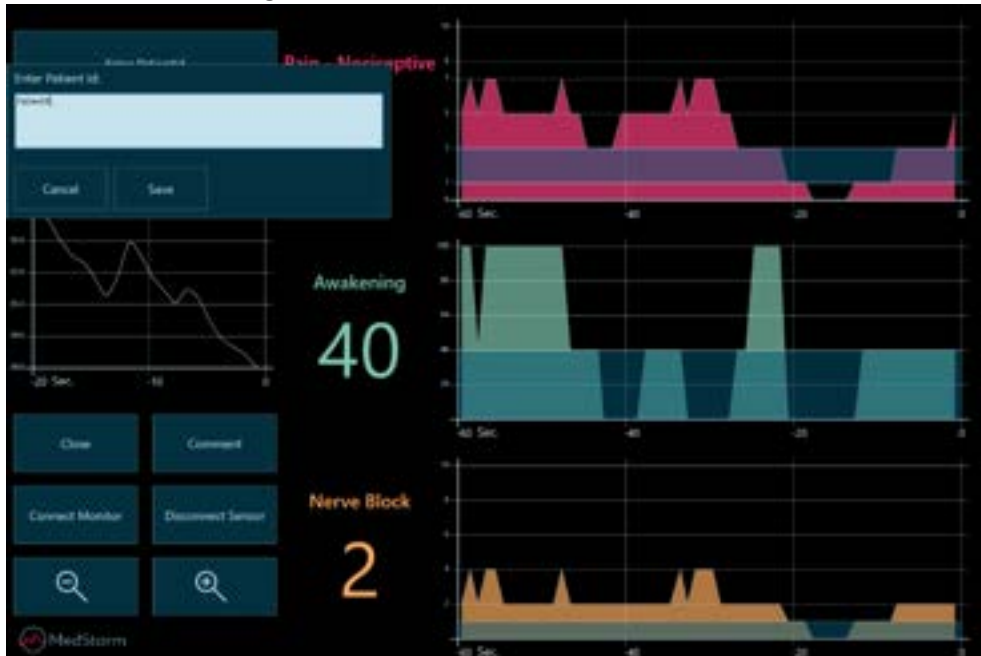 Pain - Nociceptive
Enter Patient Id:
Cancel
Save
-60 Sec.
-40
-20
0
Awakening
40
-20 Sec.
-10
0
-60 Sec.
-40
-20
0
Close
Comment
Nerve Block
2
Connect Monitor
Disconnect Sensor
MedStorm
-60 Sec.
-40
-20
0